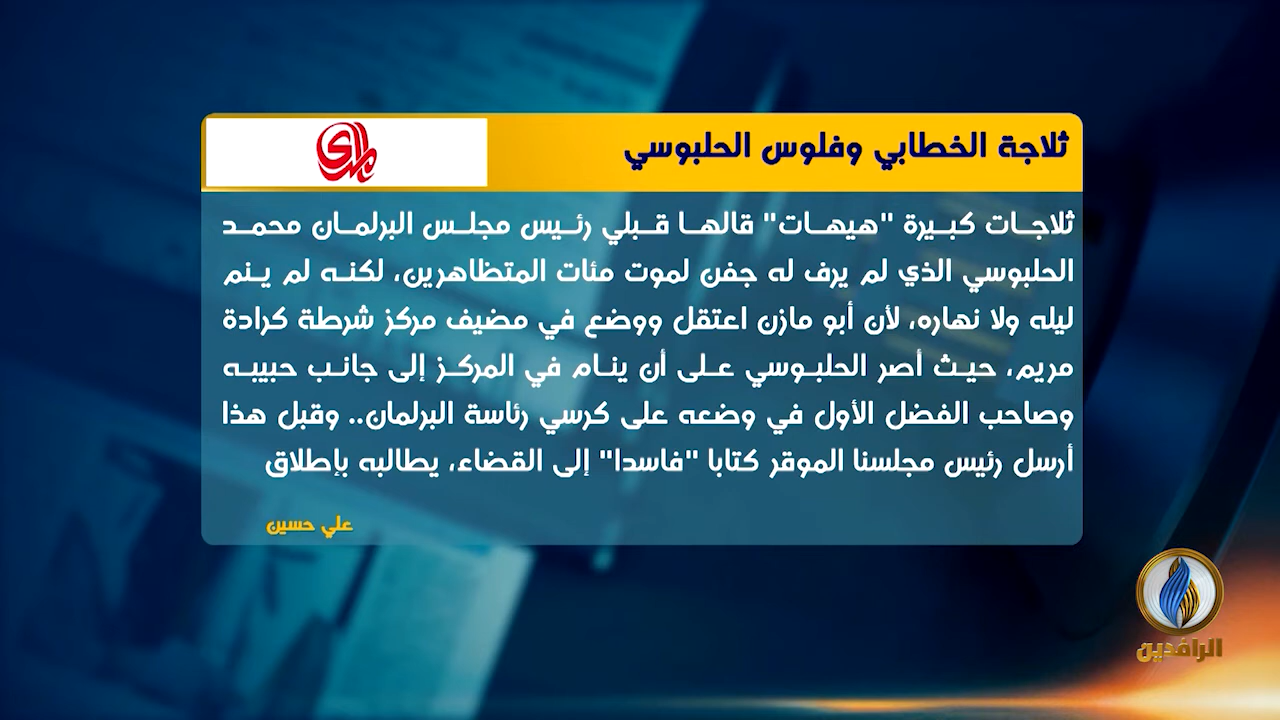 ثلاجة الخطابي وفلوس الحلبوسي
المدى
ثلاجات كبيرة "هيهات" قالها قبلي رئيس مجلس البرلمان محمد
الحلبوسي الذي لم يرف له جفن لموت مئات المتظاهرين، لكنه لم ينم
ليله ولا نهاره، لأن أبو مازن اعتقل ووضع في مضيف مركز شرطة كرادة
مريم، حيث أصر الحلبوسي على أن ينام في المركز إلى جانب حبيبه
وصاحب الفضل الأول في وضعه على كرسي رئاسة البرلمان.. وقبل هذا
أرسل رئيس مجلسنا الموقر كتابا "فاسدا" إلى القضاء، يطالبه بإطلاق
علي حسين
الرافدين